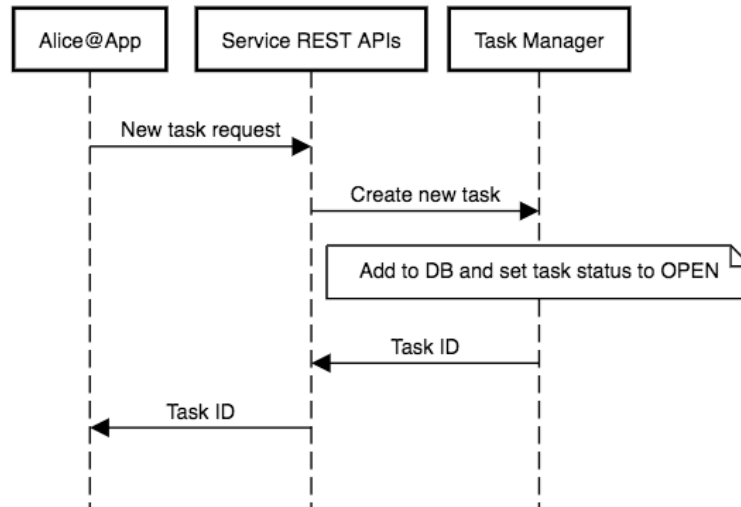 Alice@App
Service REST APIs
Task Manager
New task request
Create new task
Add to DB and set task status to OPEN
Task ID
Task ID